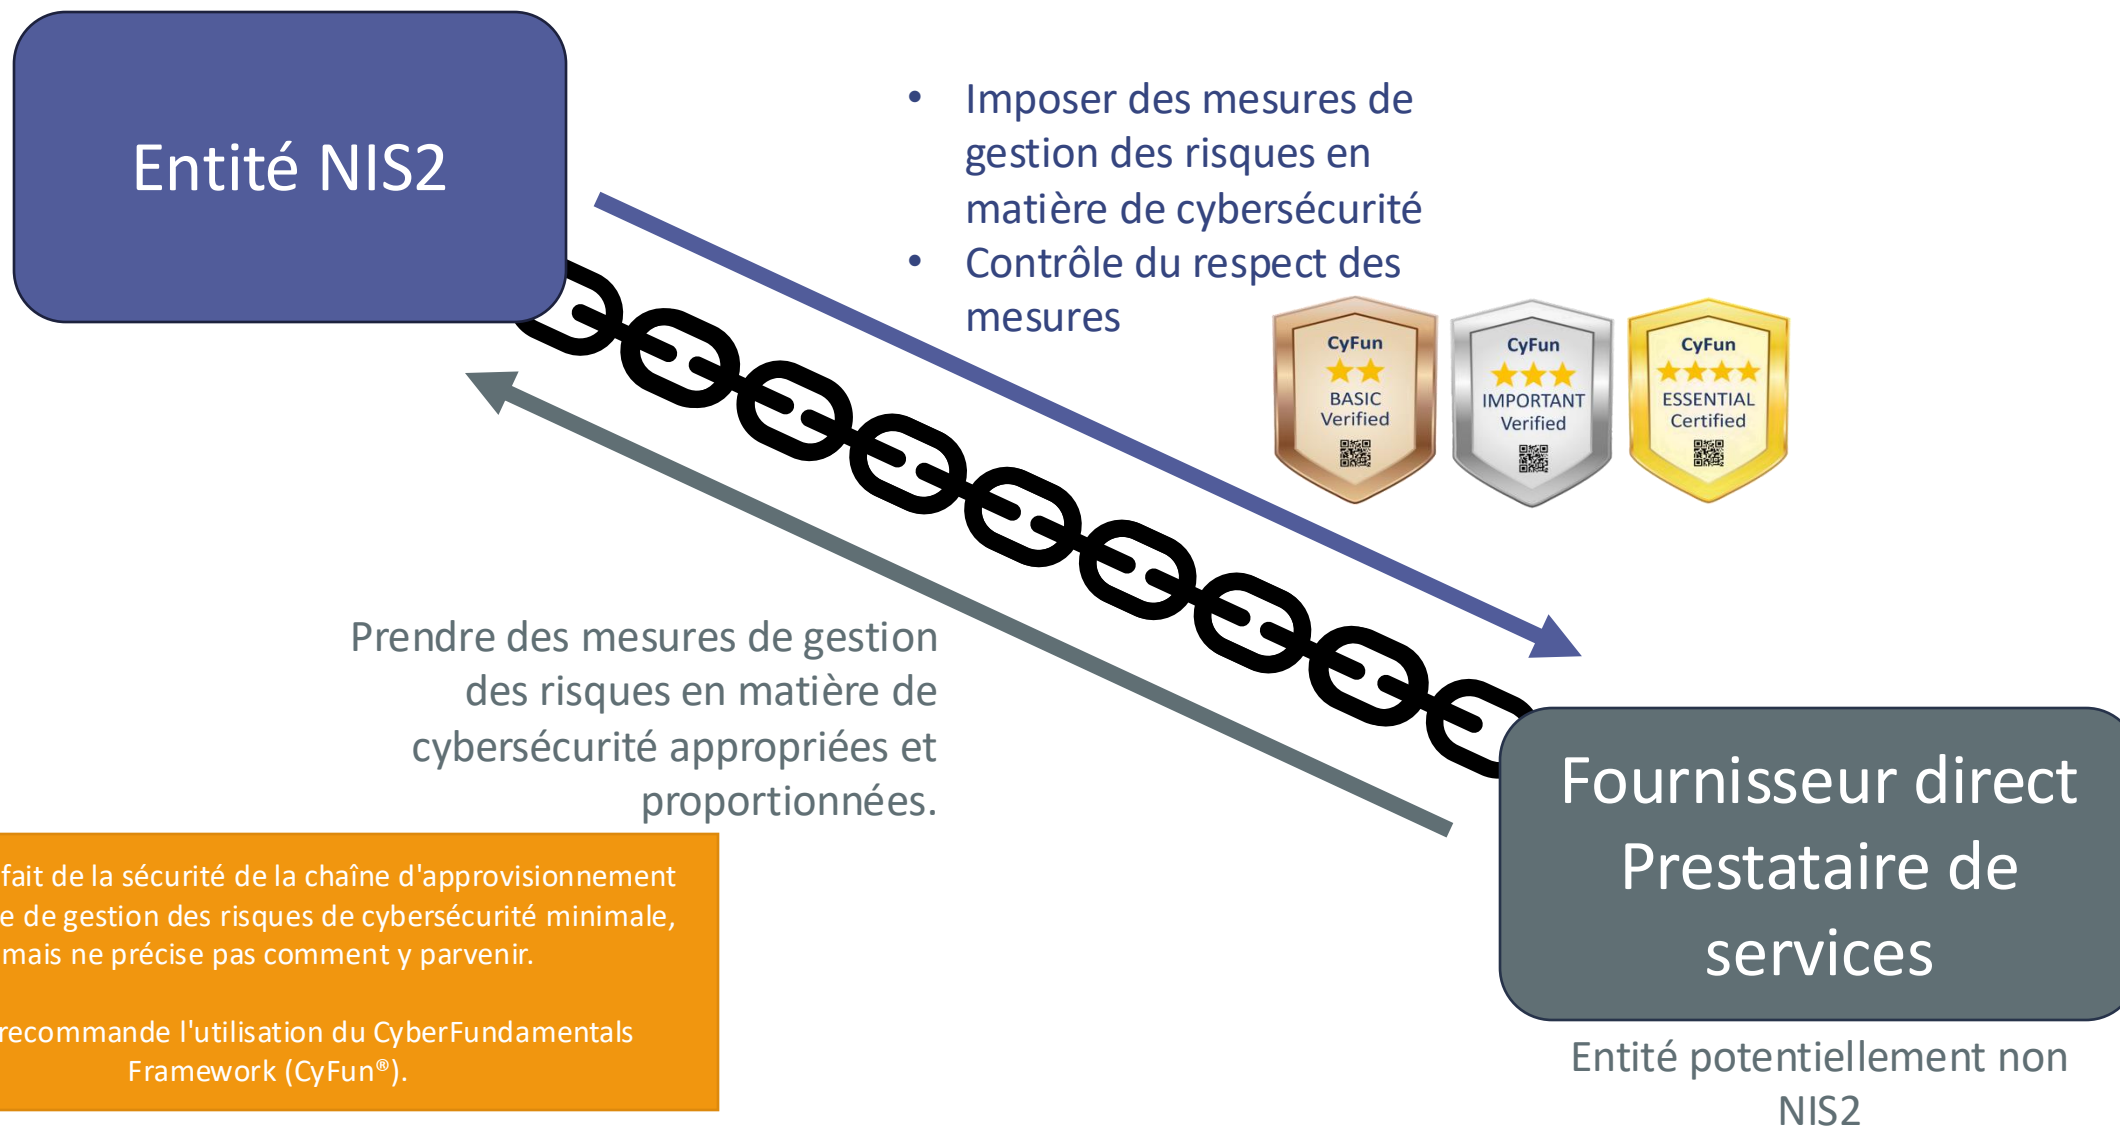 Entité NIS2
• Imposer des mesures de
gestion des risques en
matière de cybersécurité
• Contrôle du respect des
mesures
CyFun
BASIC
Verified
CyFun
IMPORTANT
Verified
CyFun
ESSENTIAL
Certified
Prendre des mesures de gestion
des risques en matière de
cybersécurité appropriées et
proportionnées.
fait de la sécurité de la chaîne d'approvisionnement
de gestion des risques de cybersécurité minimale,
mais ne précise pas comment y parvenir.
recommande l'utilisation du CyberFundamentals
Framework (CyFun®).
Fournisseur direct
Prestataire de
services
Entité potentiellement non
NIS2